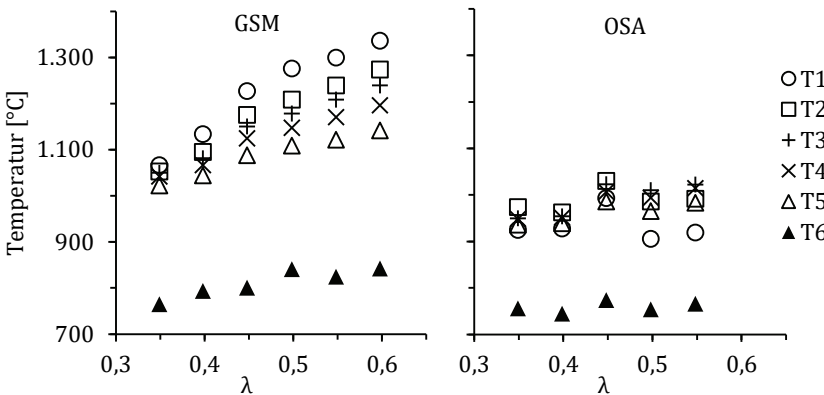 GSM
OSA
Temperatur [°C]
1.300
1.100
900
700
0,3 0,4 0,5 0,6
λ
0,3 0,4 0,5 0,6
λ
T1
T2
T3
T4
T5
T6